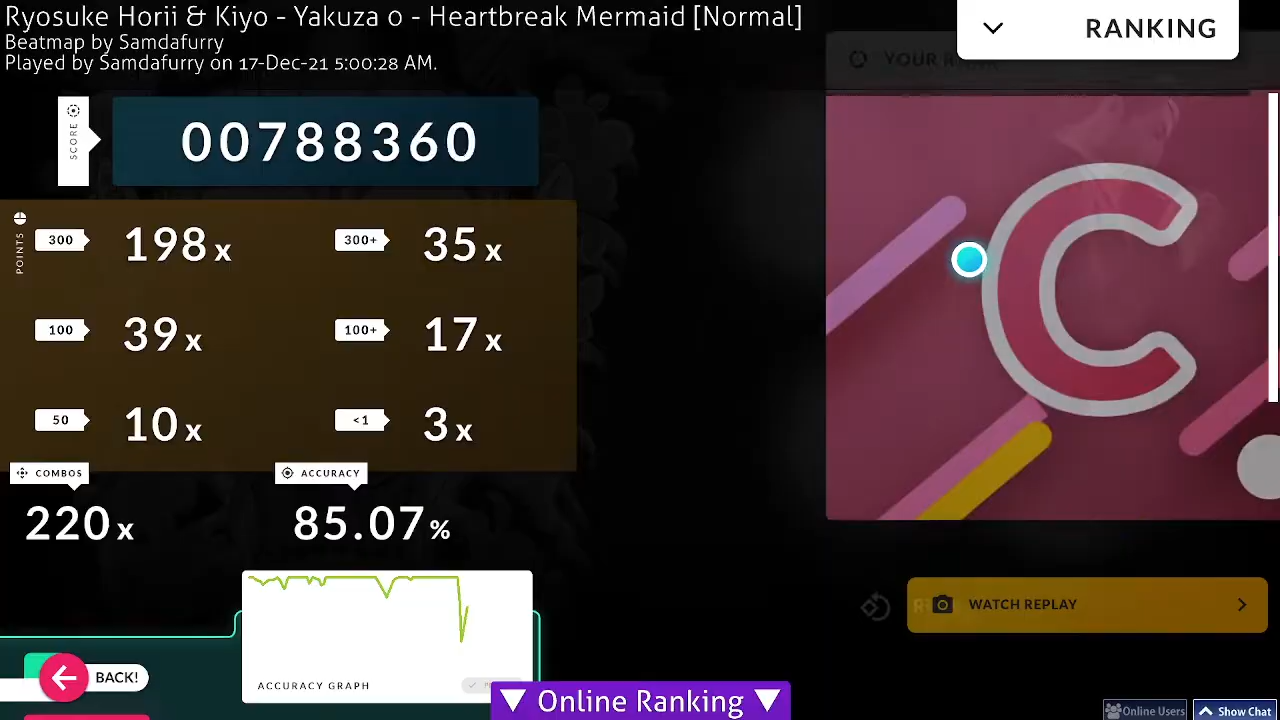 Ryosuke Horii & Kiyo - Yakuza 0 - Heartbreak Mermaid [Normal]
Beatmap by Samdafurry
Played by Samdafurry on 17-Dec-21 5:00:28 AM.
RANKING
YOUR RANK
SCORE
00788360
POINTS
300 198x 300+ 35x
100 39x 100+ 17x
50 10x <1 3x
COMBOS ACCURACY
220x 85.07%
C
WATCH REPLAY
BACK!
ACCURACY GRAPH
Online Ranking
Online Users Show Chat